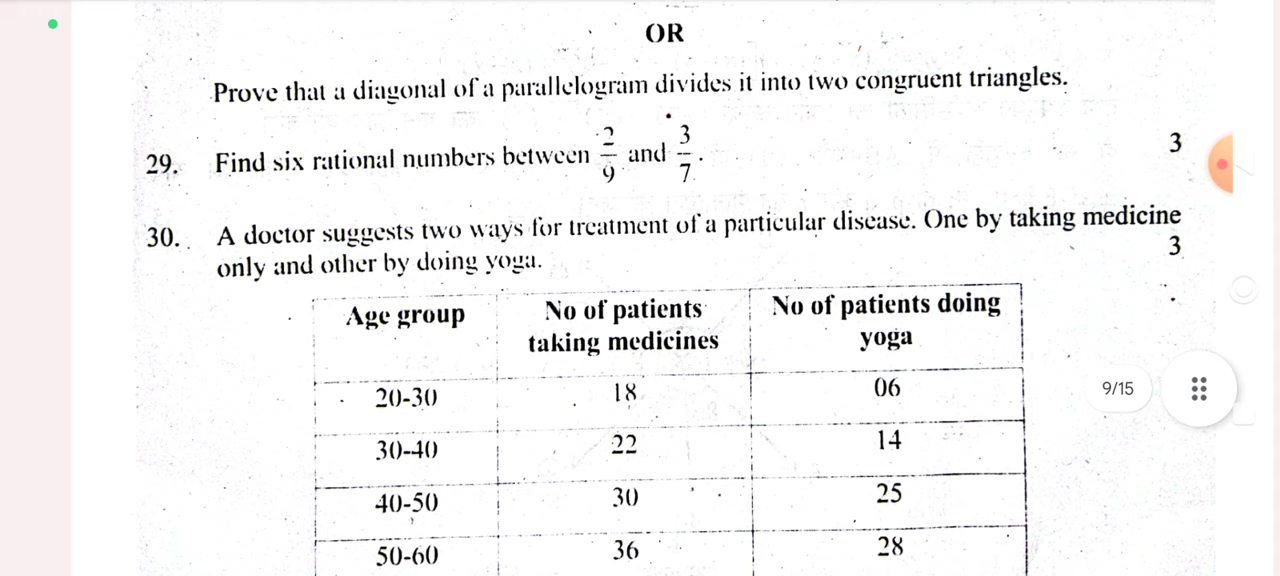 OR
Prove that a diagonal of a parallelogram divides it into two congruent triangles.
29. Find six rational numbers between 2/9 and 3/7. 3
30. A doctor suggests two ways for treatment of a particular disease. One by taking medicine
only and other by doing yoga. 3
Age group No of patients taking medicines No of patients doing yoga
20-30 18 06
30-40 22 14
9/15
40-50 30 25
50-60 36 28